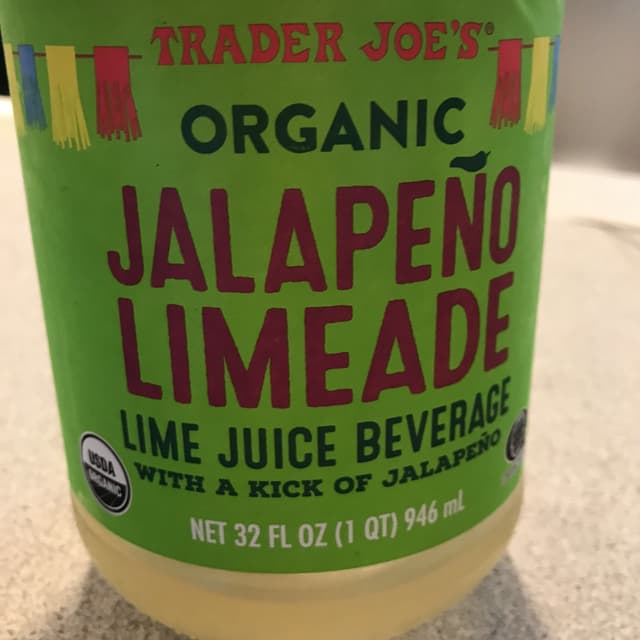 TRADER JOE'S®
ORGANIC
JALAPEÑO
LIMEADE
LIME JUICE BEVERAGE
WITH A KICK OF JALAPEÑO
USDA
ORGANIC
NET 32 FL OZ (1 QT) 946 mL